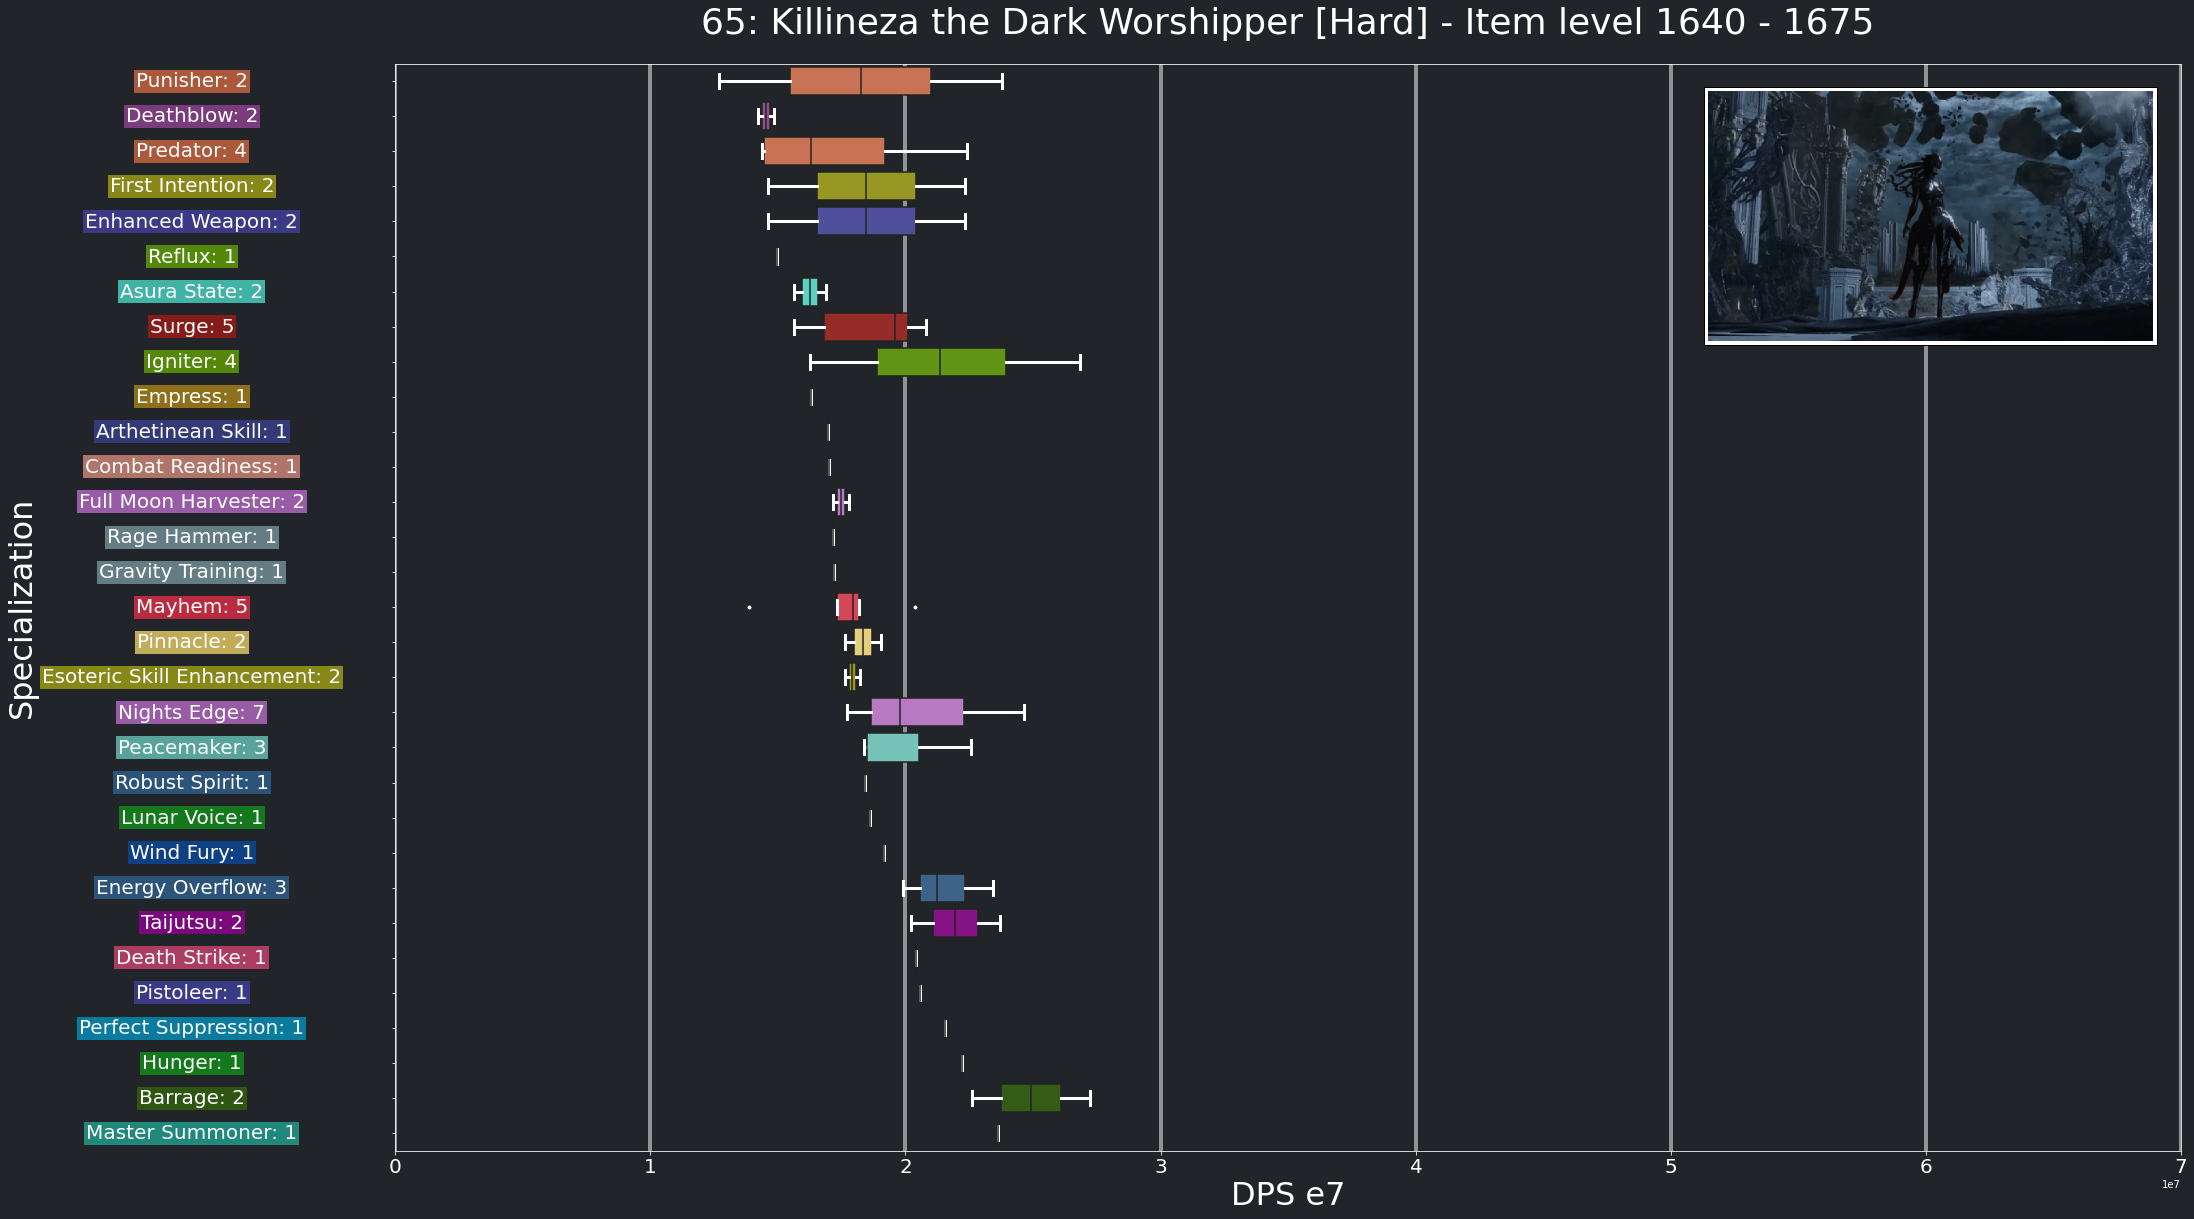 65: Killineza the Dark Worshipper [Hard] - Item level 1640 - 1675
Specialization
Punisher: 2
Deathblow: 2
Predator: 4
First Intention: 2
Enhanced Weapon: 2
Reflux: 1
Asura State: 2
Surge: 5
Igniter: 4
Empress: 1
Arthetinean Skill: 1
Combat Readiness: 1
Full Moon Harvester: 2
Rage Hammer: 1
Gravity Training: 1
Mayhem: 5
Pinnacle: 2
Esoteric Skill Enhancement: 2
Nights Edge: 7
Peacemaker: 3
Robust Spirit: 1
Lunar Voice: 1
Wind Fury: 1
Energy Overflow: 3
Taijutsu: 2
Death Strike: 1
Pistoleer: 1
Perfect Suppression: 1
Hunger: 1
Barrage: 2
Master Summoner: 1
0 1 2 3 4 5 6 7
1e7
DPS e7